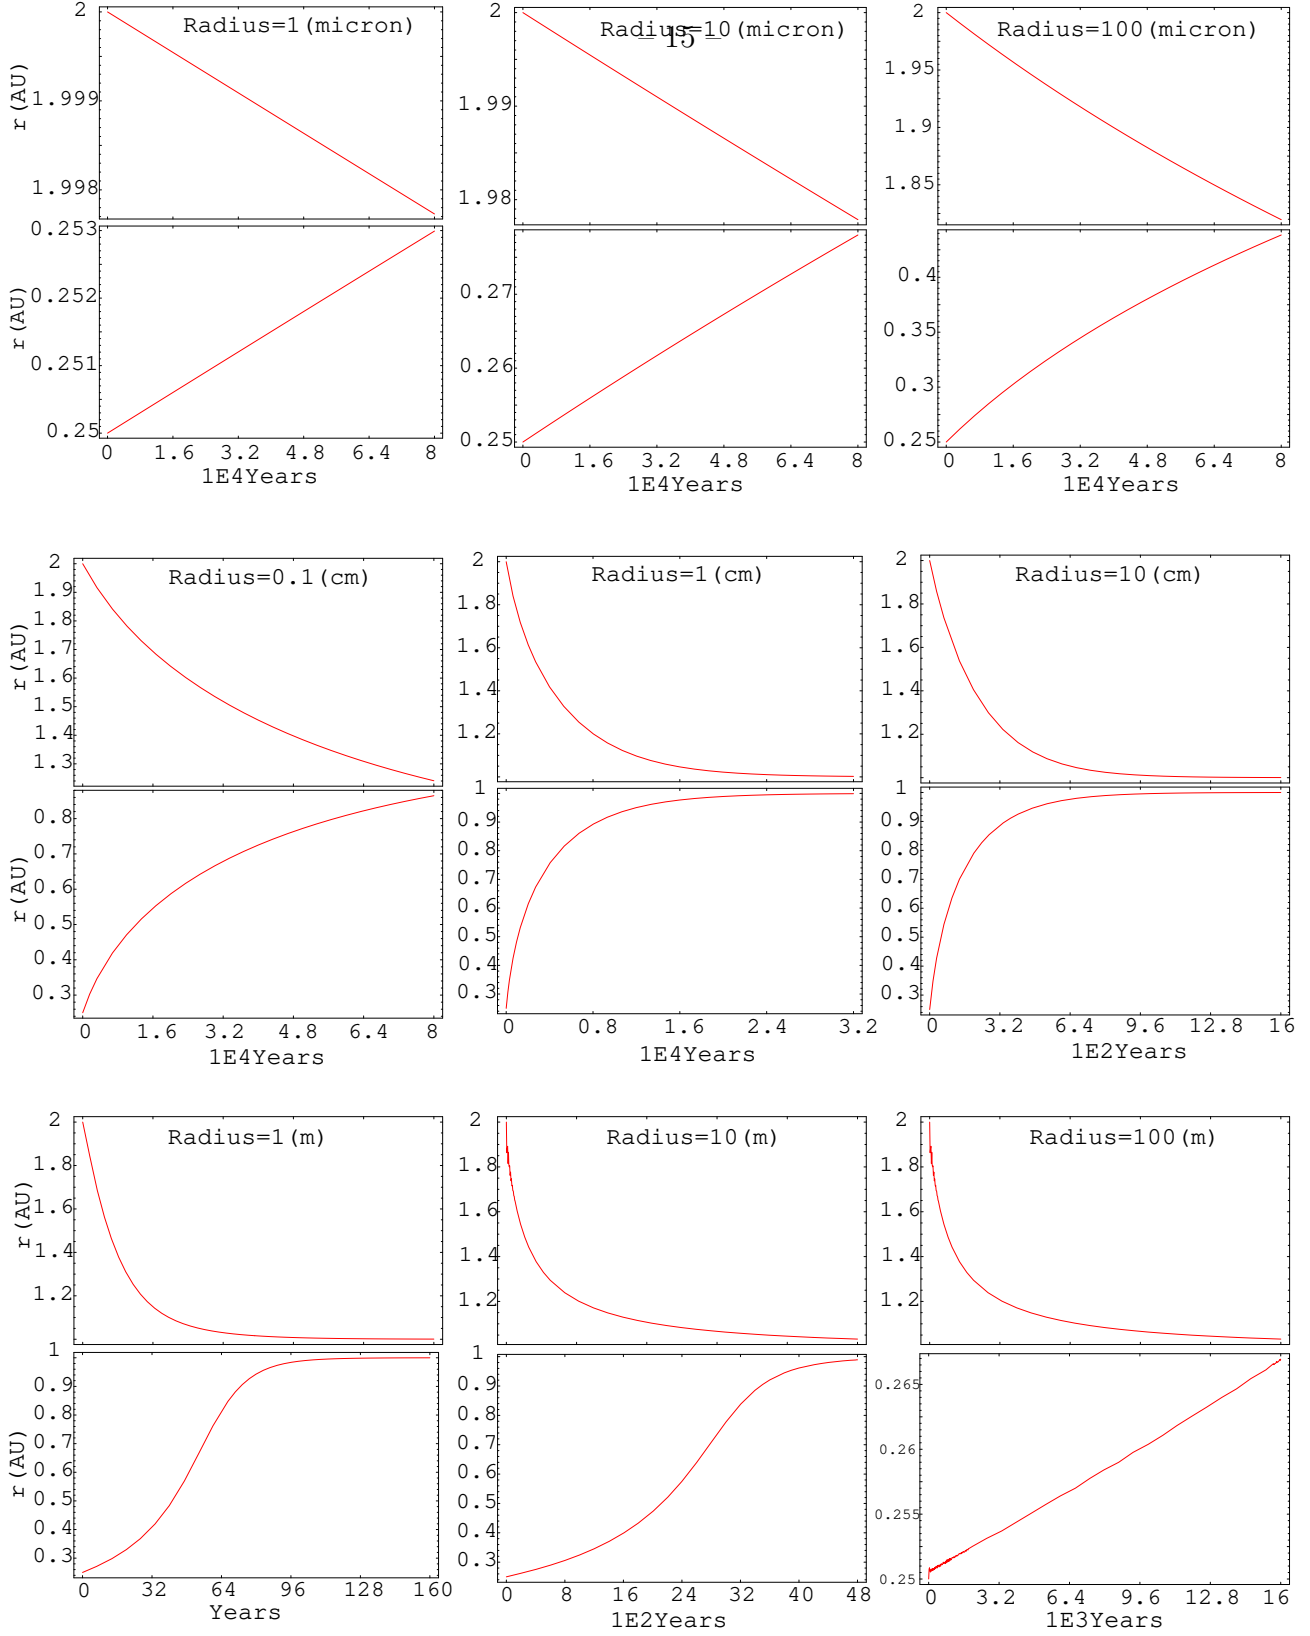 – 15 –
Radius=1(micron)
r(AU)
2
1.999
1.998
r(AU)
0.253
0.252
0.251
0.25
0 1.6 3.2 4.8 6.4 8
1E4Years
Radius=10(micron)
2
1.99
1.98
0.27
0.26
0.25
0 1.6 3.2 4.8 6.4 8
1E4Years
Radius=100(micron)
2
1.95
1.9
1.85
0.4
0.35
0.3
0.25
0 1.6 3.2 4.8 6.4 8
1E4Years
Radius=0.1(cm)
r(AU)
2
1.9
1.8
1.7
1.6
1.5
1.4
1.3
r(AU)
0.8
0.7
0.6
0.5
0.4
0.3
0 1.6 3.2 4.8 6.4 8
1E4Years
Radius=1(cm)
2
1.8
1.6
1.4
1.2
1
0.9
0.8
0.7
0.6
0.5
0.4
0.3
0 0.8 1.6 2.4 3.2
1E4Years
Radius=10(cm)
2
1.8
1.6
1.4
1.2
1
0.9
0.8
0.7
0.6
0.5
0.4
0.3
0 3.2 6.4 9.6 12.8 16
1E2Years
Radius=1(m)
r(AU)
2
1.8
1.6
1.4
1.2
1
r(AU)
0.9
0.8
0.7
0.6
0.5
0.4
0.3
0 32 64 96 128 160
Years
Radius=10(m)
2
1.8
1.6
1.4
1.2
1
0.9
0.8
0.7
0.6
0.5
0.4
0.3
0 8 16 24 32 40 48
1E2Years
Radius=100(m)
2
1.8
1.6
1.4
1.2
0.265
0.26
0.255
0.25
0 3.2 6.4 9.6 12.8 16
1E3Years